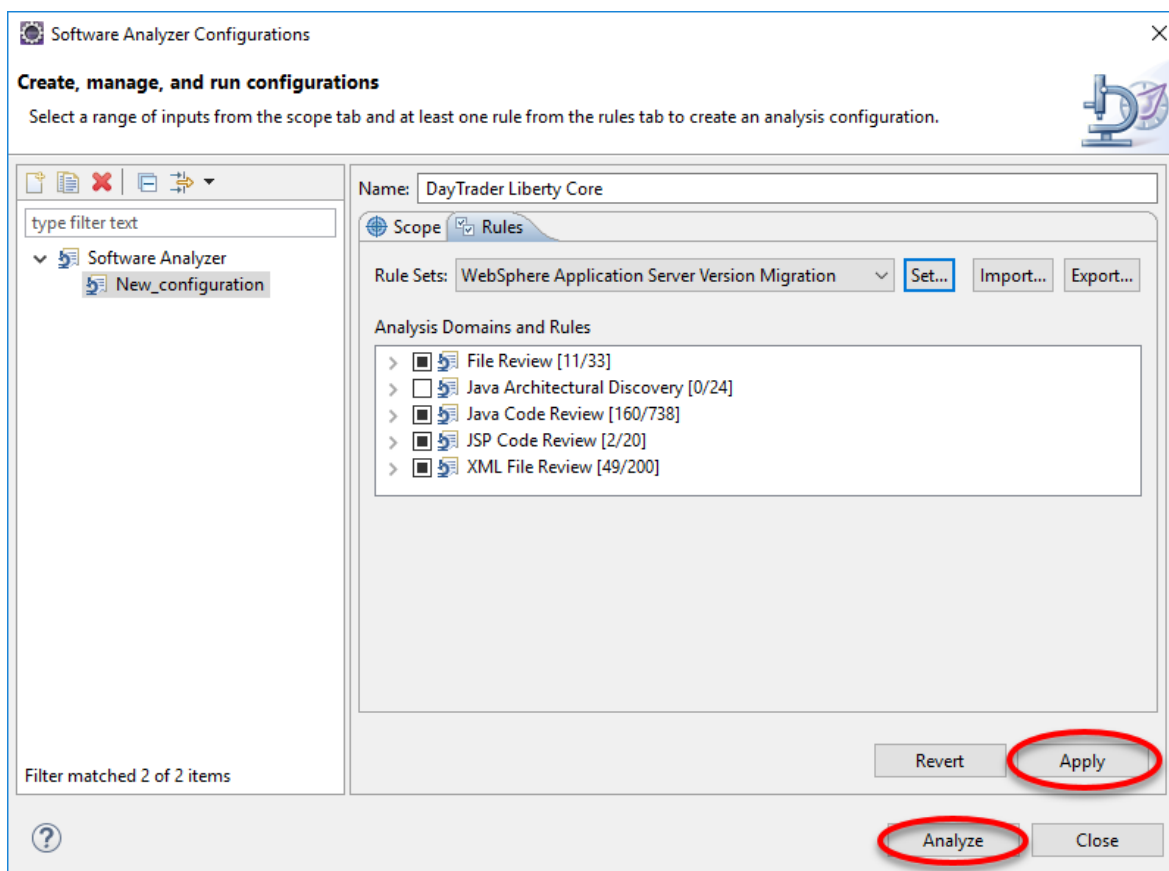 Software Analyzer Configurations
Create, manage, and run configurations
Select a range of inputs from the scope tab and at least one rule from the rules tab to create an analysis configuration.
type filter text
Software Analyzer
New_configuration
Filter matched 2 of 2 items
Name: DayTrader Liberty Core
Scope Rules
Rule Sets: WebSphere Application Server Version Migration Set... Import... Export...
Analysis Domains and Rules
File Review [11/33]
Java Architectural Discovery [0/24]
Java Code Review [160/738]
JSP Code Review [2/20]
XML File Review [49/200]
Revert Apply
? Analyze Close